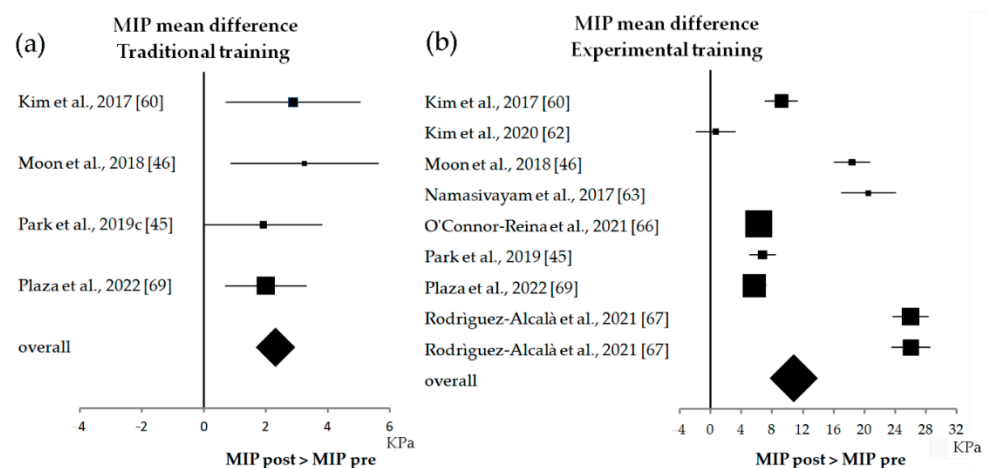 (a)
MIP mean difference
Traditional training
Kim et al., 2017 [60]
Moon et al., 2018 [46]
Park et al., 2019c [45]
Plaza et al., 2022 [69]
overall
-4 -2 0 2 4 6
KPa
MIP post > MIP pre
(b)
MIP mean difference
Experimental training
Kim et al., 2017 [60]
Kim et al., 2020 [62]
Moon et al., 2018 [46]
Namasivayam et al., 2017 [63]
O'Connor-Reina et al., 2021 [66]
Park et al., 2019 [45]
Plaza et al., 2022 [69]
Rodrìguez-Alcalà et al., 2021 [67]
Rodrìguez-Alcalà et al., 2021 [67]
overall
-4 0 4 8 12 16 20 24 28 32
KPa
MIP post > MIP pre